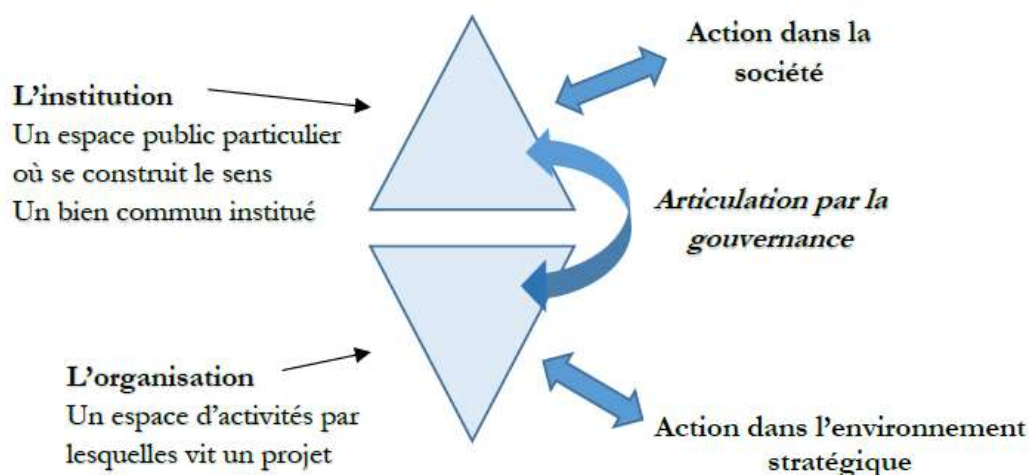 L'institution
Un espace public particulier
où se construit le sens
Un bien commun institué
Action dans la
société
Articulation par la
gouvernance
L'organisation
Un espace d'activités par
lesquelles vit un projet
Action dans l'environnement
stratégique